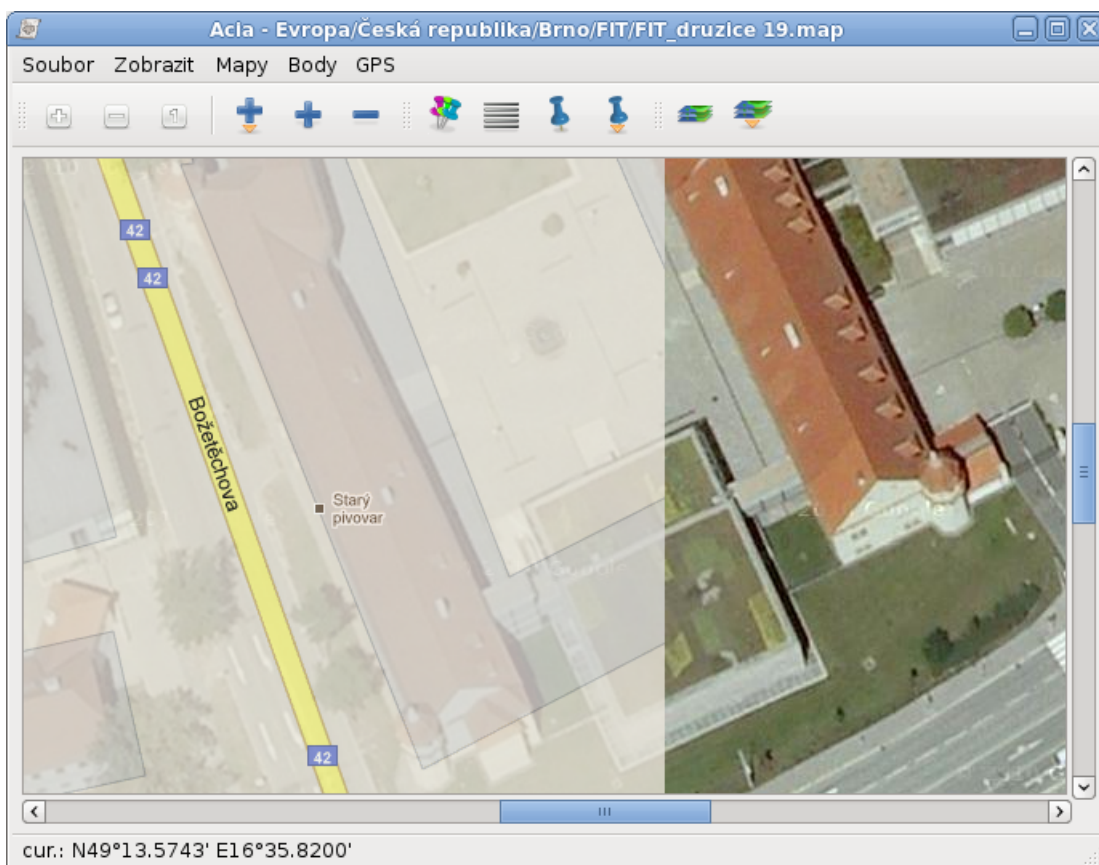 Acia - Evropa/Česká republika/Brno/FIT/FIT_druzice 19.map
Soubor Zobrazit Mapy Body GPS
42
42
Božetěchova
Starý
pivovar
42
cur.: N49°13.5743' E16°35.8200'